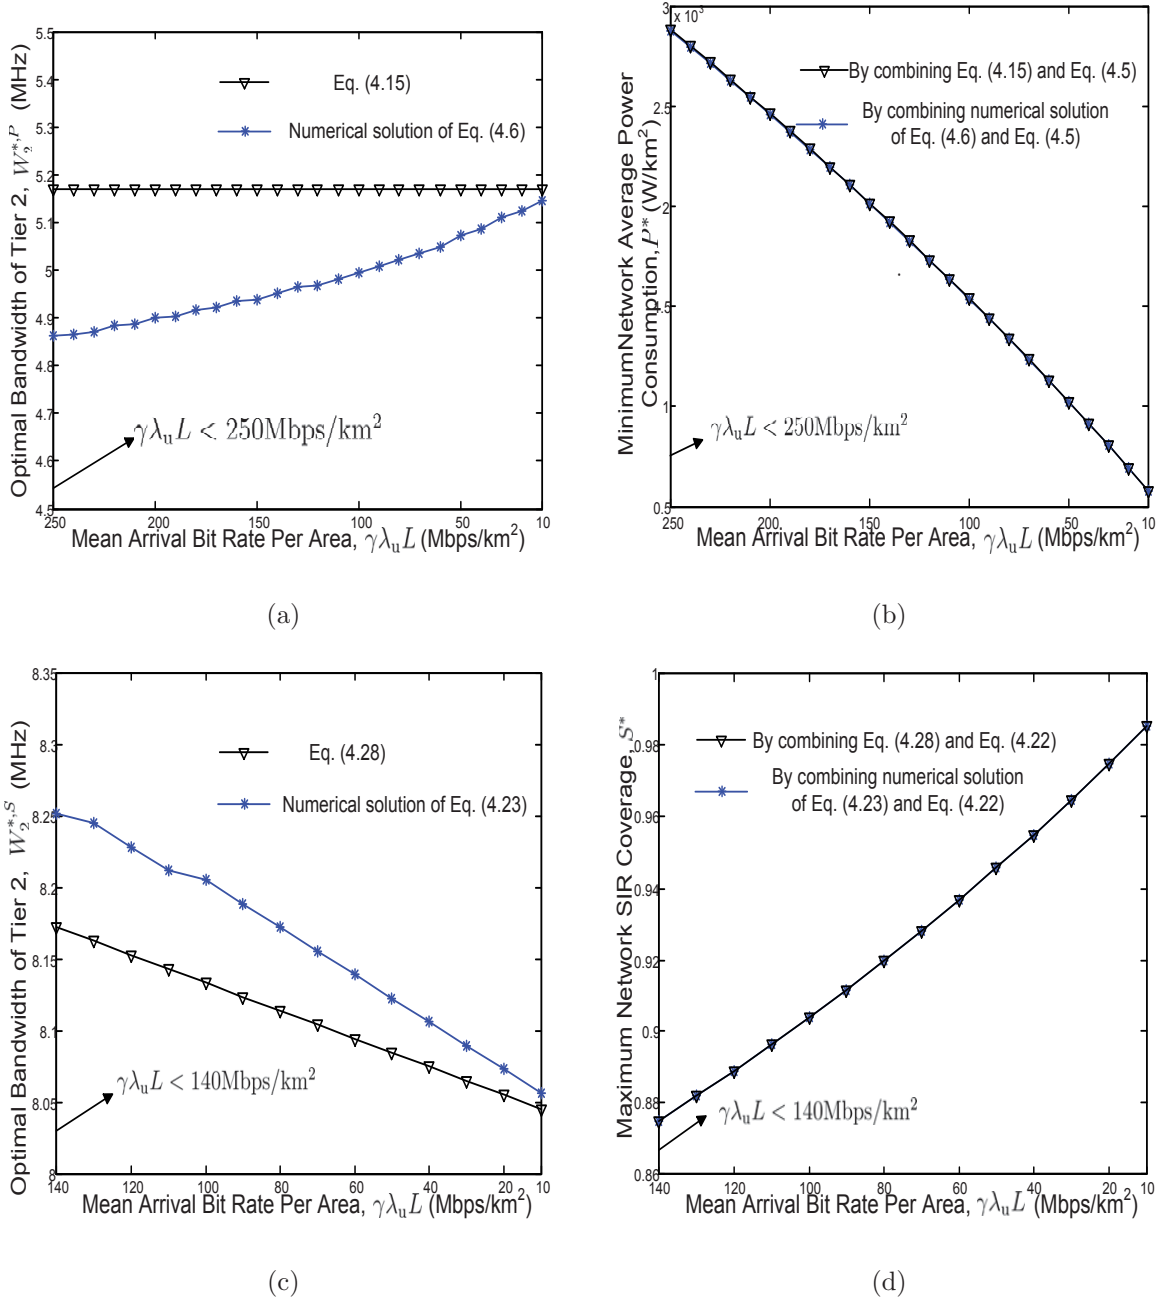 5.5
5.4
5.3
5.2
5.1
5
4.9
4.8
4.7
4.6
4.5
Optimal Bandwidth of Tier 2, W₂*,P (MHz)
Eq. (4.15)
Numerical solution of Eq. (4.6)
γλᵤL < 250Mbps/km²
250 200 150 100 50 10
Mean Arrival Bit Rate Per Area, γλᵤL (Mbps/km²)
(a)
x 10³
3
2.5
2
1.5
1
0.5
MinimumNetwork Average Power
Consumption, P* (W/km²)
By combining Eq. (4.15) and Eq. (4.5)
By combining numerical solution
of Eq. (4.6) and Eq. (4.5)
γλᵤL < 250Mbps/km²
250 200 150 100 50 10
Mean Arrival Bit Rate Per Area, γλᵤL (Mbps/km²)
(b)
8.35
8.3
8.25
8.2
8.15
8.1
8.05
8
Optimal Bandwidth of Tier 2, W₂*,S (MHz)
Eq. (4.28)
Numerical solution of Eq. (4.23)
γλᵤL < 140Mbps/km²
140 120 100 80 60 40 20 10
Mean Arrival Bit Rate Per Area, γλᵤL (Mbps/km²)
(c)
1
0.98
0.96
0.94
0.92
0.9
0.88
0.86
Maximum Network SIR Coverage, S*
By combining Eq. (4.28) and Eq. (4.22)
By combining numerical solution
of Eq. (4.23) and Eq. (4.22)
γλᵤL < 140Mbps/km²
140 120 100 80 60 40 20 10
Mean Arrival Bit Rate Per Area, γλᵤL (Mbps/km²)
(d)